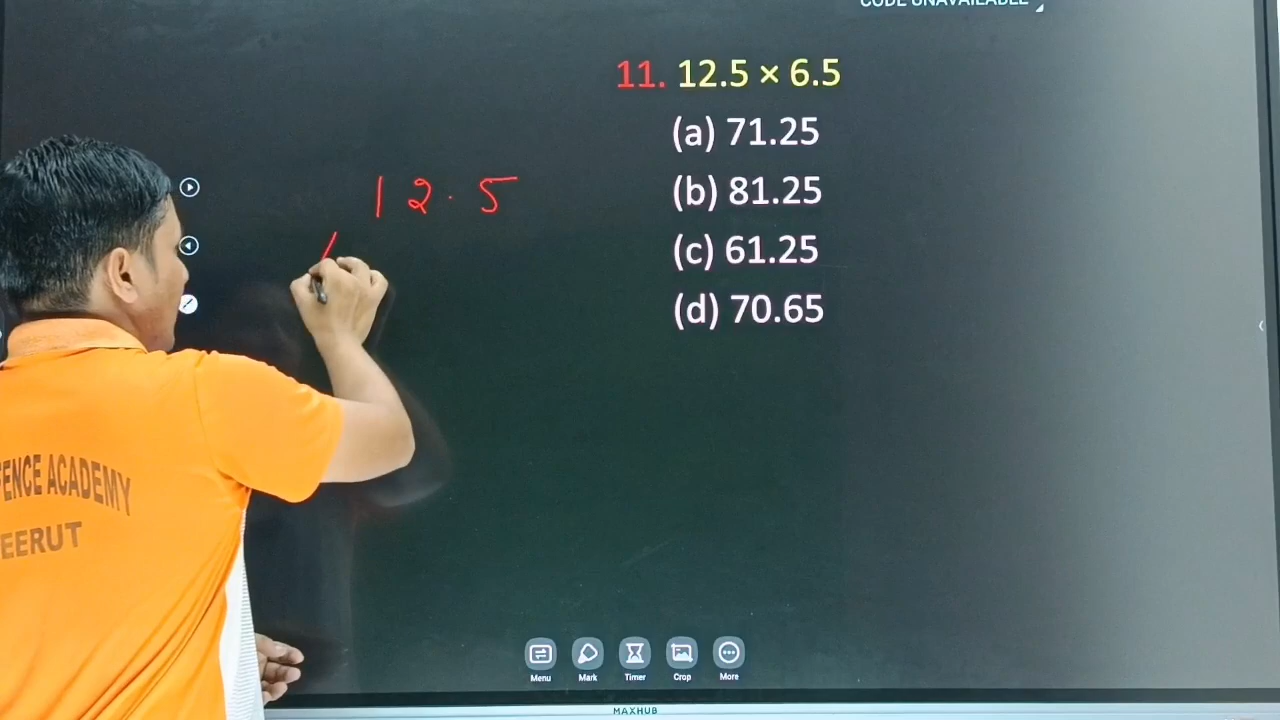 CODE UNAVAILABLE
11. 12.5 × 6.5
(a) 71.25
12.5
(b) 81.25
(c) 61.25
(d) 70.65
FENCE ACADEMY
EERUT
Menu Mark Timer Crop More
MAXHUB